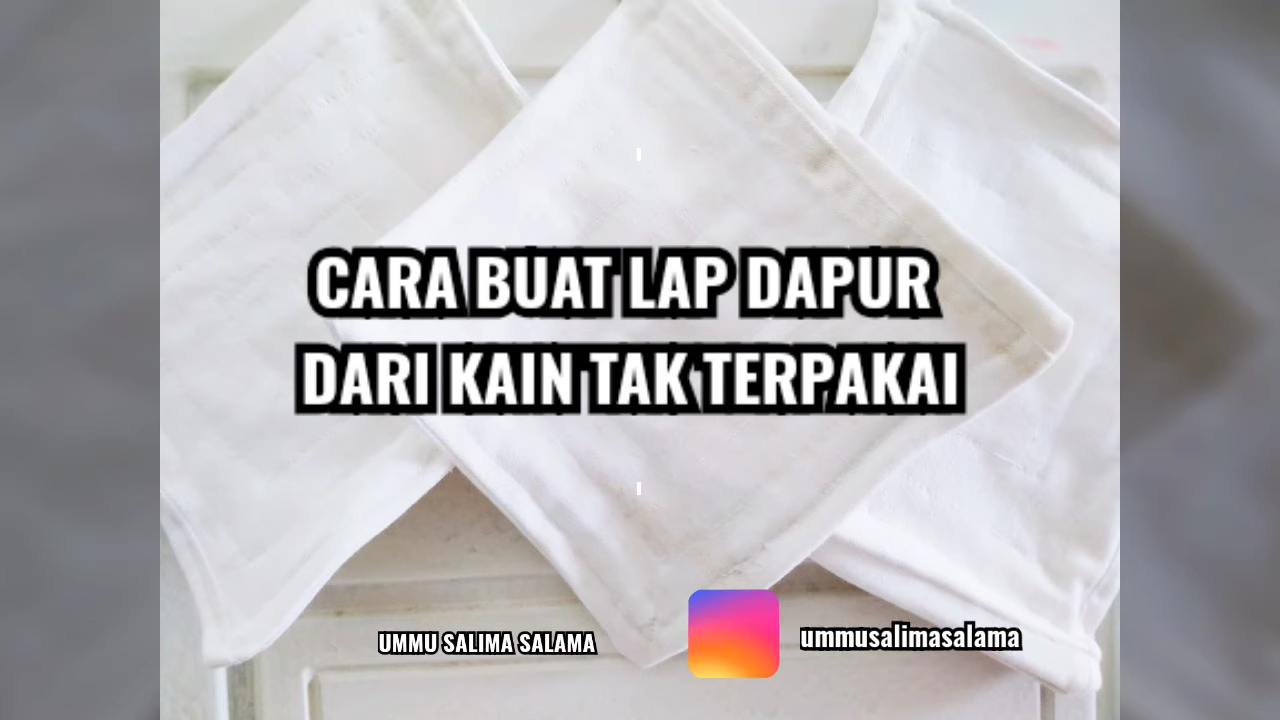 CARA BUAT LAP DAPUR
DARI KAIN TAK TERPAKAI
UMMU SALIMA SALAMA
ummusalimasalama